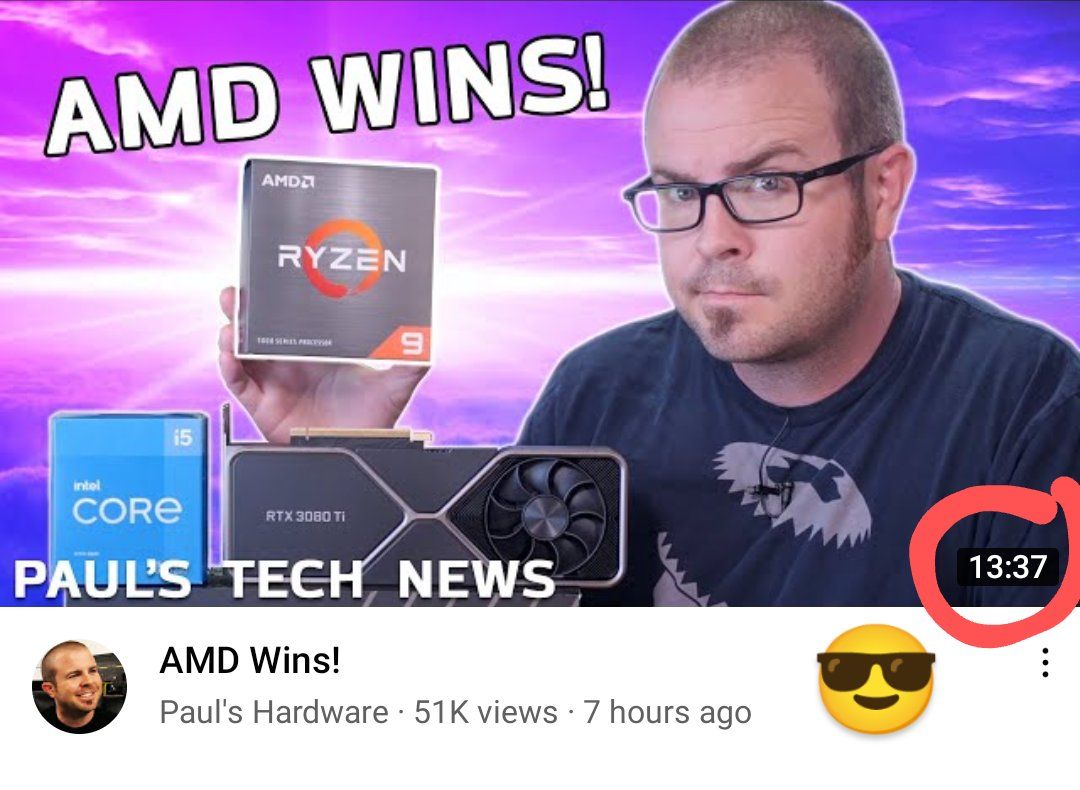 AMD WINS!
AMD
RYZEN
9
i5
intel
CORE
RTX 3080 Ti
PAUL'S TECH NEWS
13:37
AMD Wins!
Paul's Hardware · 51K views · 7 hours ago